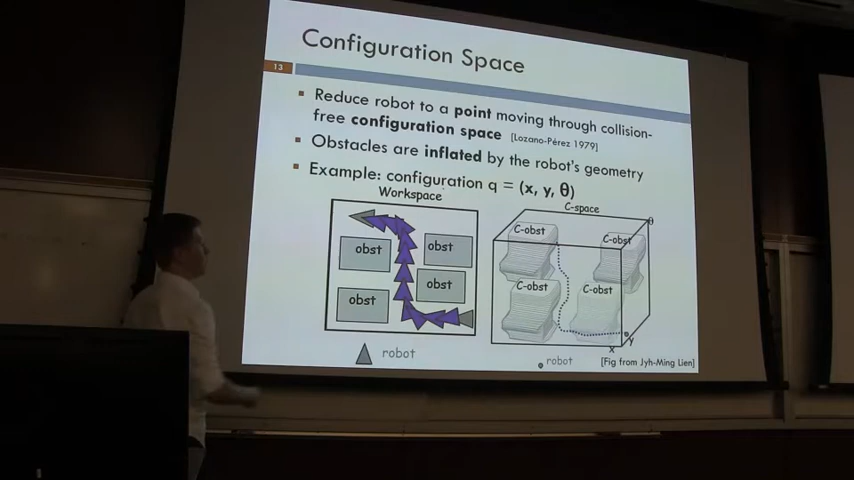 Configuration Space
13
Reduce robot to a point moving through collision-
free configuration space [Lozano-Pérez 1979]
Obstacles are inflated by the robot's geometry
Example: configuration q = (x, y, θ)
Workspace
C-space
θ
obst
obst
C-obst
C-obst
obst
obst
C-obst
C-obst
y
x
robot
robot
[Fig from Jyh-Ming Lien]